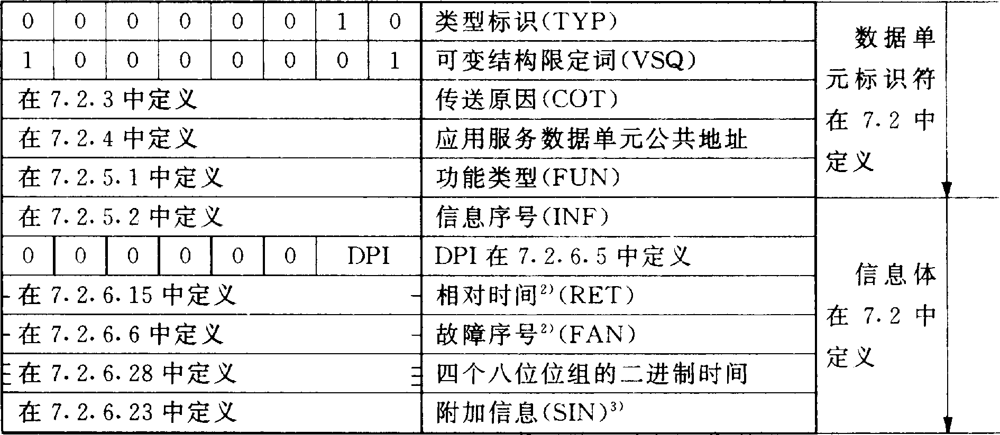 0 0 0 0 0 0 1 0 类型标识(TYP)
1 0 0 0 0 0 0 1 可变结构限定词(VSQ)
在 7.2.3 中定义 传送原因(COT)
在 7.2.4 中定义 应用服务数据单元公共地址
在 7.2.5.1 中定义 功能类型(FUN)
数据单
元标识符
在 7.2 中
定义
在 7.2.5.2 中定义 信息序号(INF)
0 0 0 0 0 0 DPI DPI 在 7.2.6.5 中定义
在 7.2.6.15 中定义 相对时间2)(RET)
在 7.2.6.6 中定义 故障序号2)(FAN)
在 7.2.6.28 中定义 四个八位位组的二进制时间
在 7.2.6.23 中定义 附加信息(SIN)3)
信息体
在 7.2 中
定义